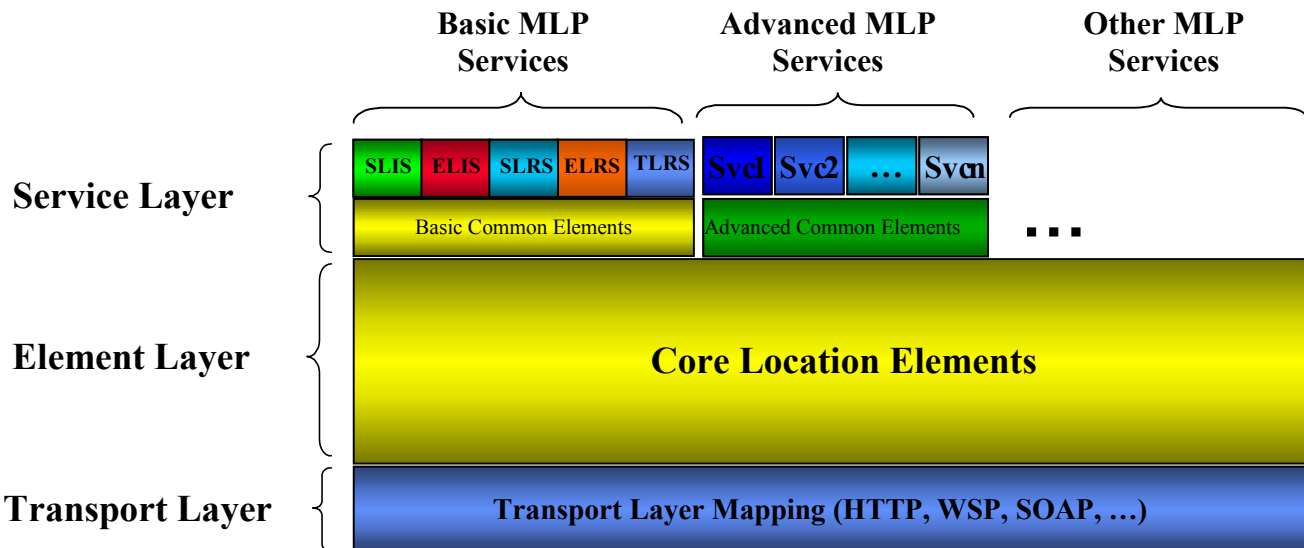 Basic MLP
Services
Advanced MLP
Services
Other MLP
Services
Service Layer
SLIS ELIS SLRS ELRS TLRS
Svc1 Svc2 ... Svcn
Basic Common Elements
Advanced Common Elements
...
Element Layer
Core Location Elements
Transport Layer
Transport Layer Mapping (HTTP, WSP, SOAP, …)